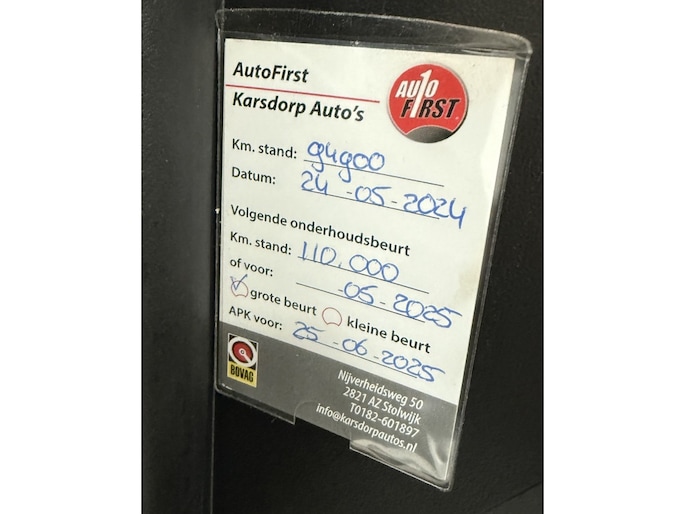 AutoFirst
Karsdorp Auto's
AUTO
FIRST
Km. stand: 94900
Datum: 24 -05-2024
Volgende onderhoudsbeurt
Km. stand: 110.000
of voor: -05-2025
grote beurt kleine beurt
APK voor: 25-06-2025
BOVAG
Nijverheidsweg 50
2821 AZ Stolwijk
T0182-601897
info@karsdorpautos.nl